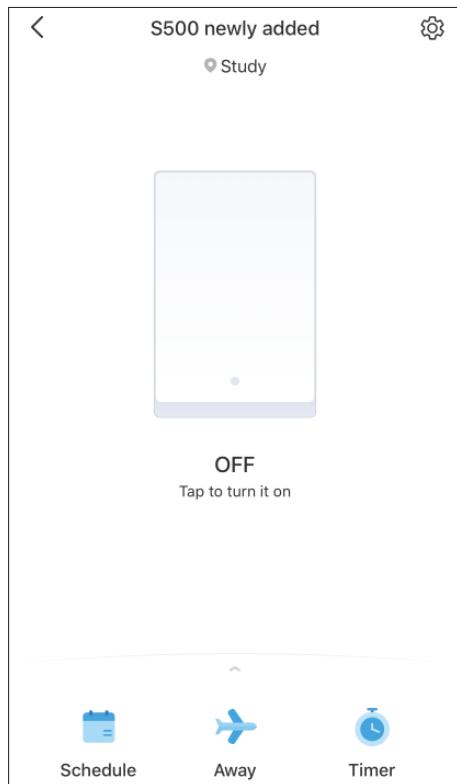 S500 newly added
Study
OFF
Tap to turn it on
Schedule Away Timer